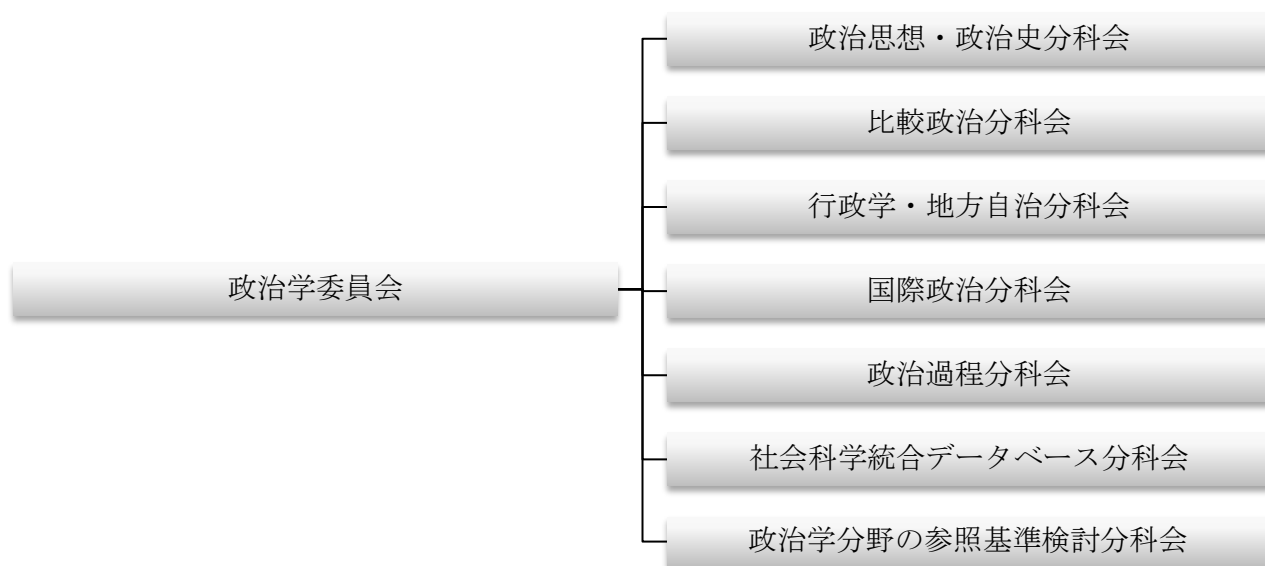 政治学委員会
政治思想・政治史分科会
比較政治分科会
行政学・地方自治分科会
国際政治分科会
政治過程分科会
社会科学統合データベース分科会
政治学分野の参照基準検討分科会